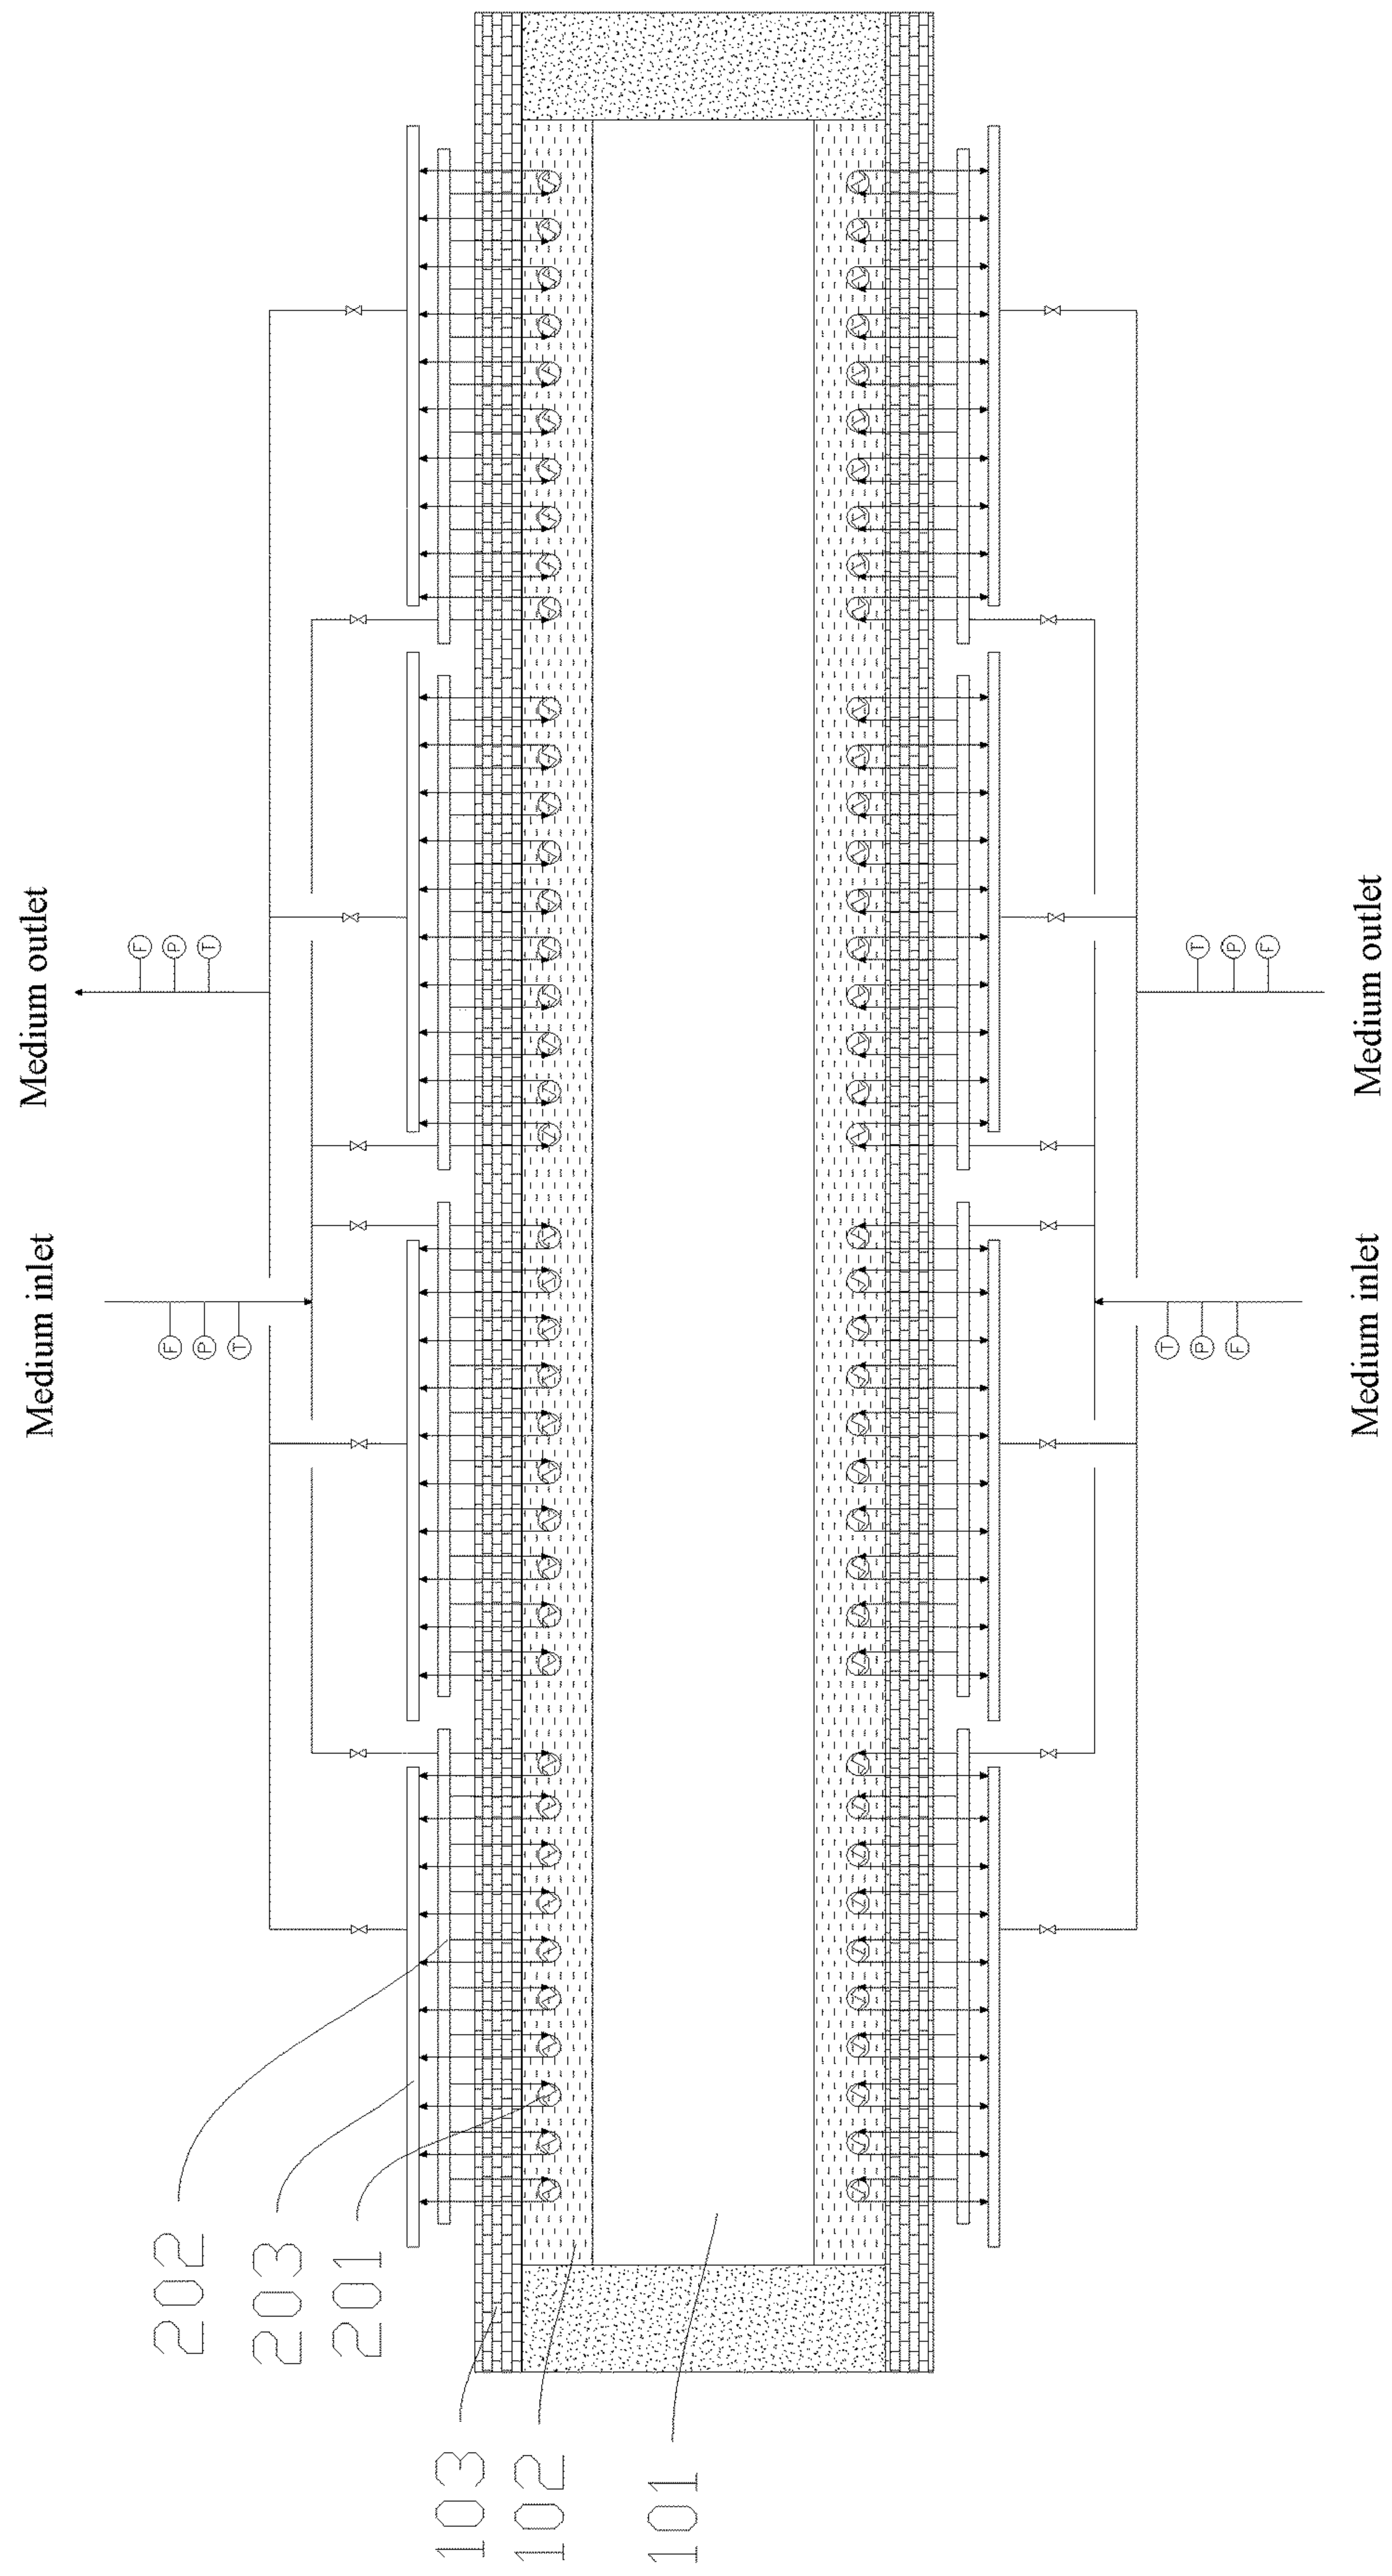 Medium outlet
F
P
T
Medium inlet
F
P
T
T
P
F
Medium outlet
T
P
F
Medium inlet
202
203
201
103
102
101